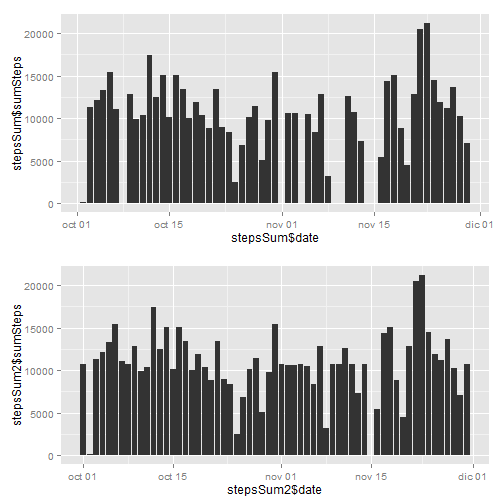 20000
15000
10000
5000
0
stepsSum$sumSteps
oct 01
oct 15
nov 01
nov 15
dic 01
stepsSum$date
20000
15000
10000
5000
0
stepsSum2$sumSteps
oct 01
oct 15
nov 01
nov 15
dic 01
stepsSum2$date